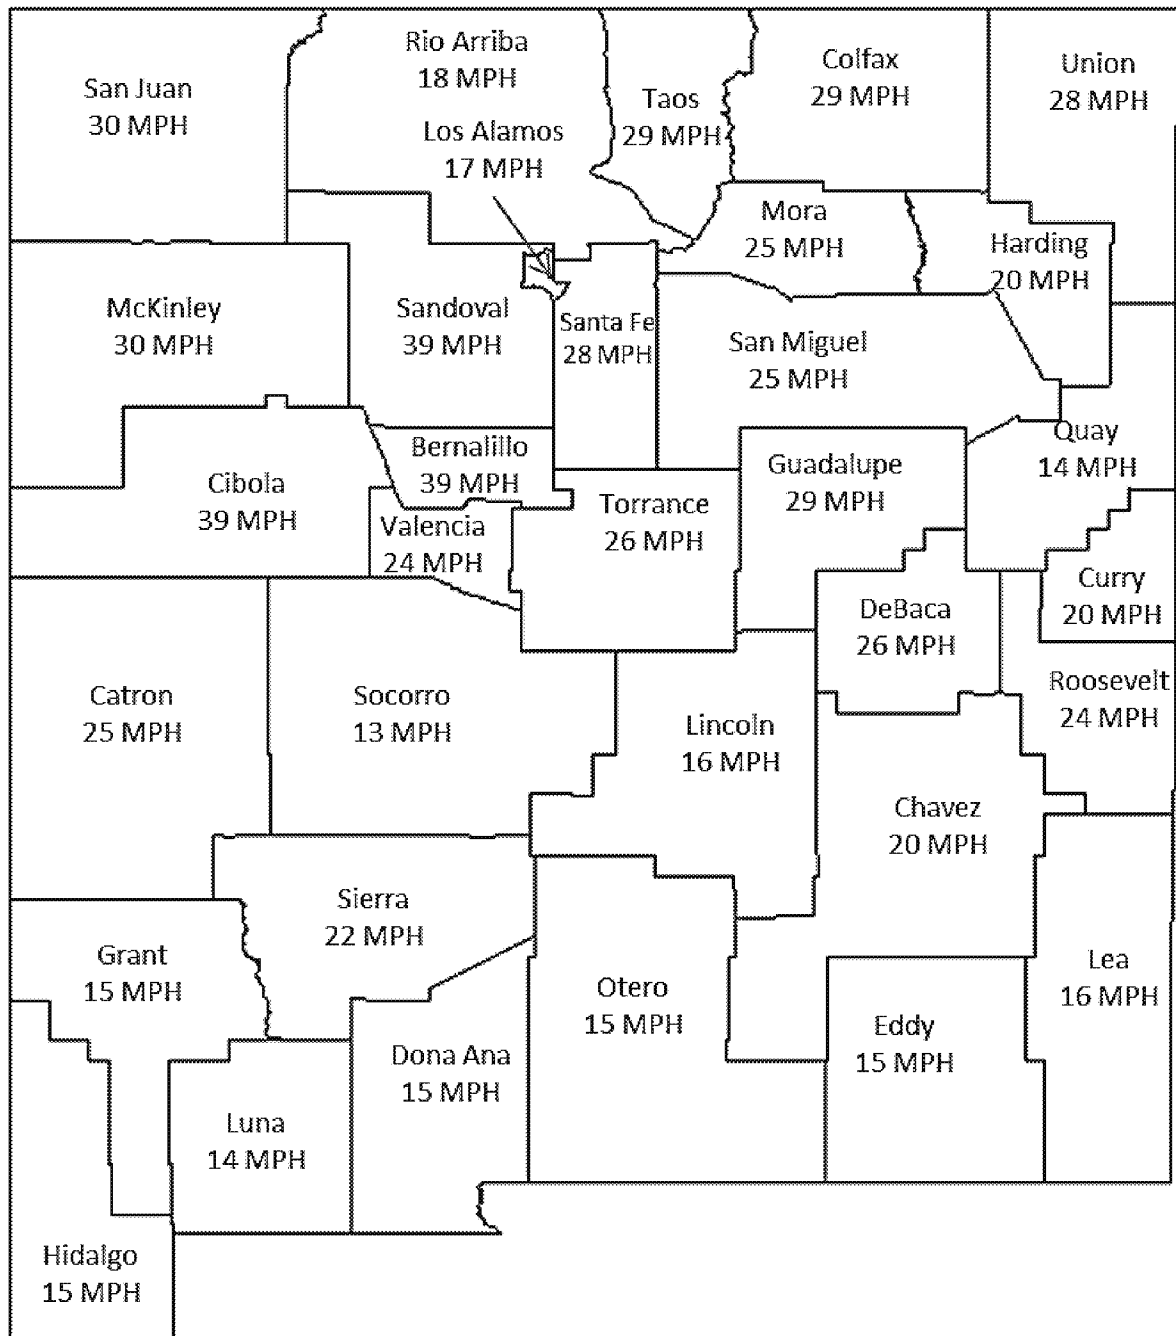 San Juan
30 MPH
Rio Arriba
18 MPH
Los Alamos
17 MPH
Taos
29 MPH
Colfax
29 MPH
Union
28 MPH
Mora
25 MPH
Harding
20 MPH
McKinley
30 MPH
Sandoval
39 MPH
Santa Fe
28 MPH
San Miguel
25 MPH
Quay
14 MPH
Cibola
39 MPH
Bernalillo
39 MPH
Valencia
24 MPH
Torrance
26 MPH
Guadalupe
29 MPH
Curry
20 MPH
DeBaca
26 MPH
Catron
25 MPH
Socorro
13 MPH
Lincoln
16 MPH
Roosevelt
24 MPH
Chavez
20 MPH
Sierra
22 MPH
Grant
15 MPH
Otero
15 MPH
Lea
16 MPH
Dona Ana
15 MPH
Eddy
15 MPH
Luna
14 MPH
Hidalgo
15 MPH